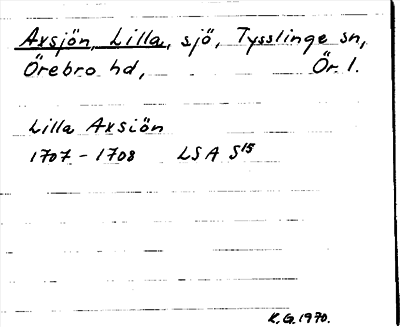 Axsjön, Lilla, sjö, Tysslinge sn,
Örebro hd, Ör. l.
Lilla Axsiön
1707 - 1708 LSA S15
K.G. 1970.